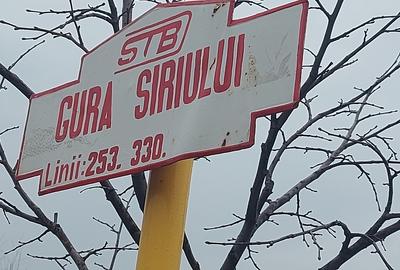 STB
GURA SIRIULUI
Linii: 253. 330.